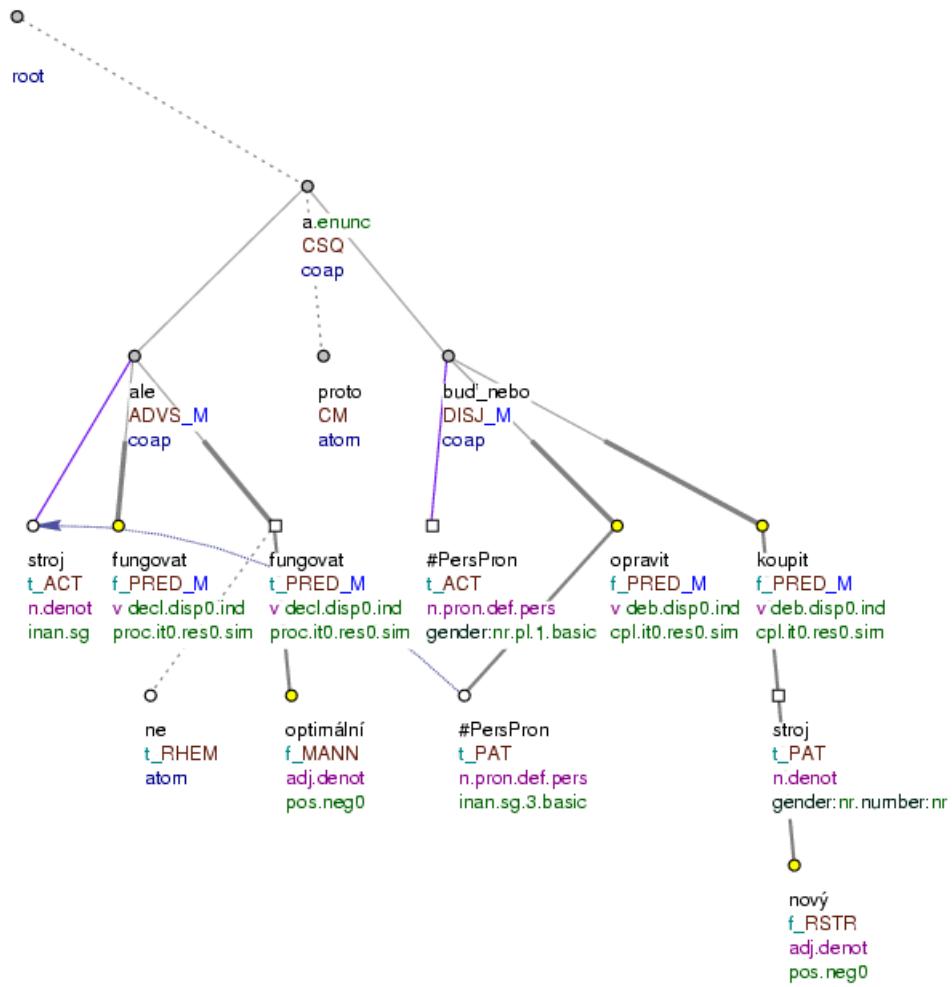 root
a.enunc
CSQ
coap
ale
ADVS_M
coap
proto
CM
atom
buď_nebo
DISJ_M
coap
stroj
t_ACT
n.denot
inan.sg
fungovat
f_PRED_M
v decl.disp0.ind
proc.it0.res0.sim
fungovat
t_PRED_M
v decl.disp0.ind
proc.it0.res0.sim
#PersPron
t_ACT
n.pron.def.pers
gender:nr.pl.1.basic
opravit
f_PRED_M
v deb.disp0.ind
cpl.it0.res0.sim
koupit
f_PRED_M
v deb.disp0.ind
cpl.it0.res0.sim
ne
t_RHEM
atom
optimální
f_MANN
adj.denot
pos.neg0
#PersPron
t_PAT
n.pron.def.pers
inan.sg.3.basic
stroj
t_PAT
n.denot
gender:nr.number:nr
nový
f_RSTR
adj.denot
pos.neg0